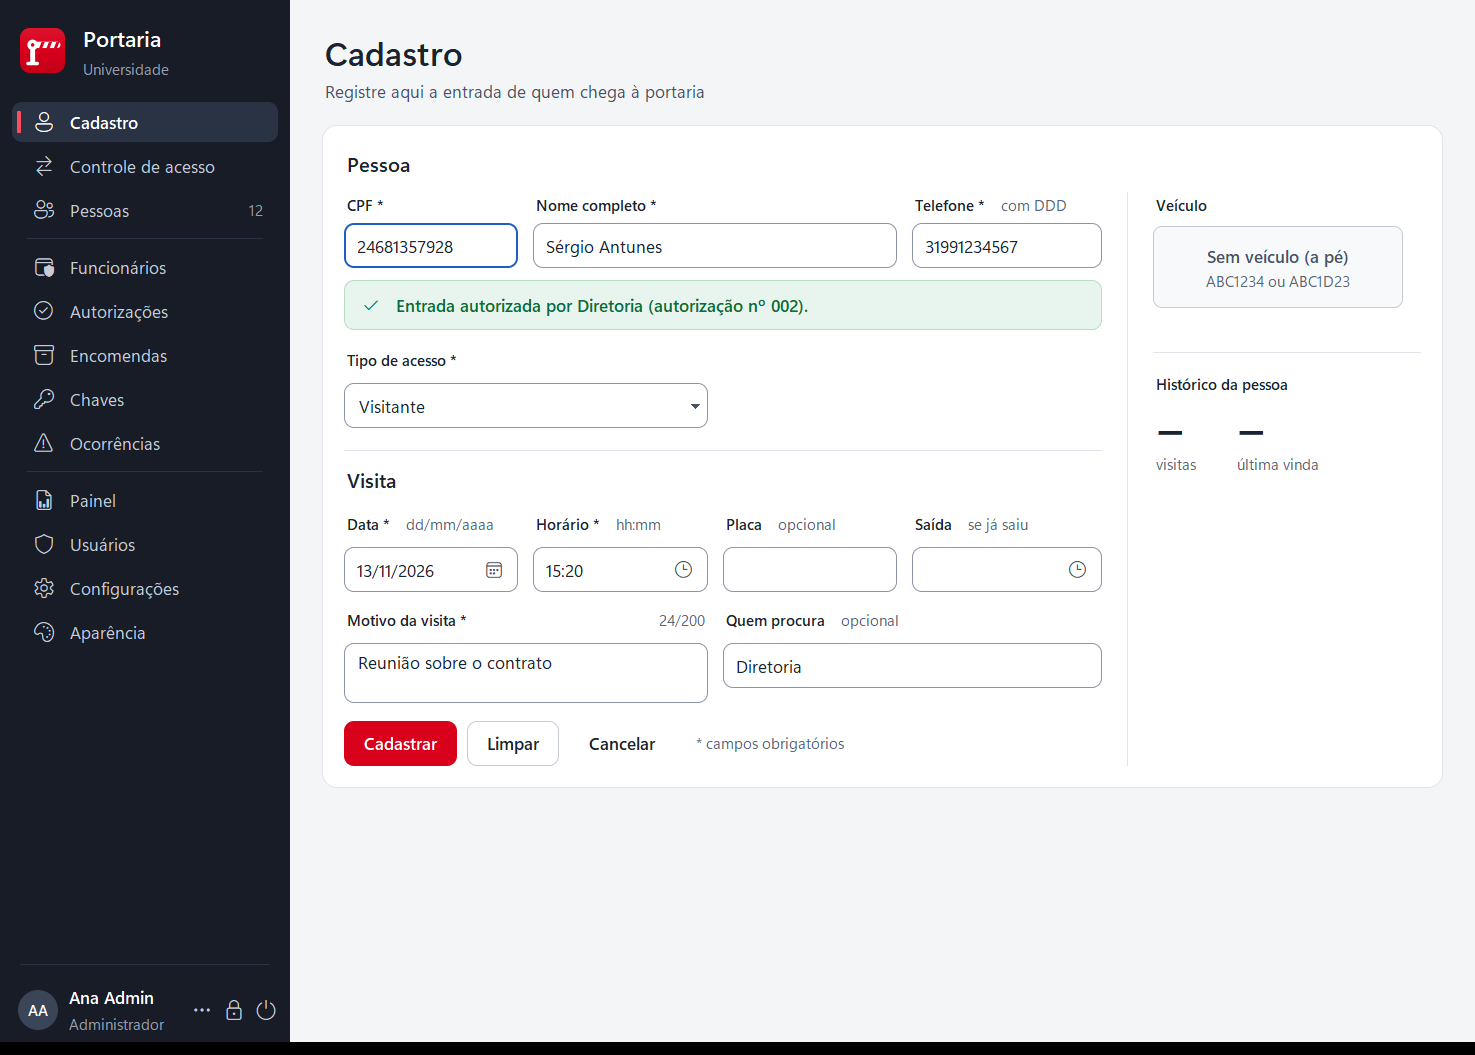 Portaria
Universidade
Cadastro
Controle de acesso
Pessoas 12
Funcionários
Autorizações
Encomendas
Chaves
Ocorrências
Painel
Usuários
Configurações
Aparência
AA
Ana Admin
Administrador
Cadastro
Registre aqui a entrada de quem chega à portaria
Pessoa
CPF * Nome completo * Telefone * com DDD
24681357928 Sérgio Antunes 31991234567
Entrada autorizada por Diretoria (autorização nº 002).
Tipo de acesso *
Visitante
Visita
Data * dd/mm/aaaa Horário * hh:mm Placa opcional Saída se já saiu
13/11/2026 15:20
Motivo da visita * 24/200 Quem procura opcional
Reunião sobre o contrato Diretoria
Cadastrar Limpar Cancelar * campos obrigatórios
Veículo
Sem veículo (a pé)
ABC1234 ou ABC1D23
Histórico da pessoa
— —
visitas última vinda